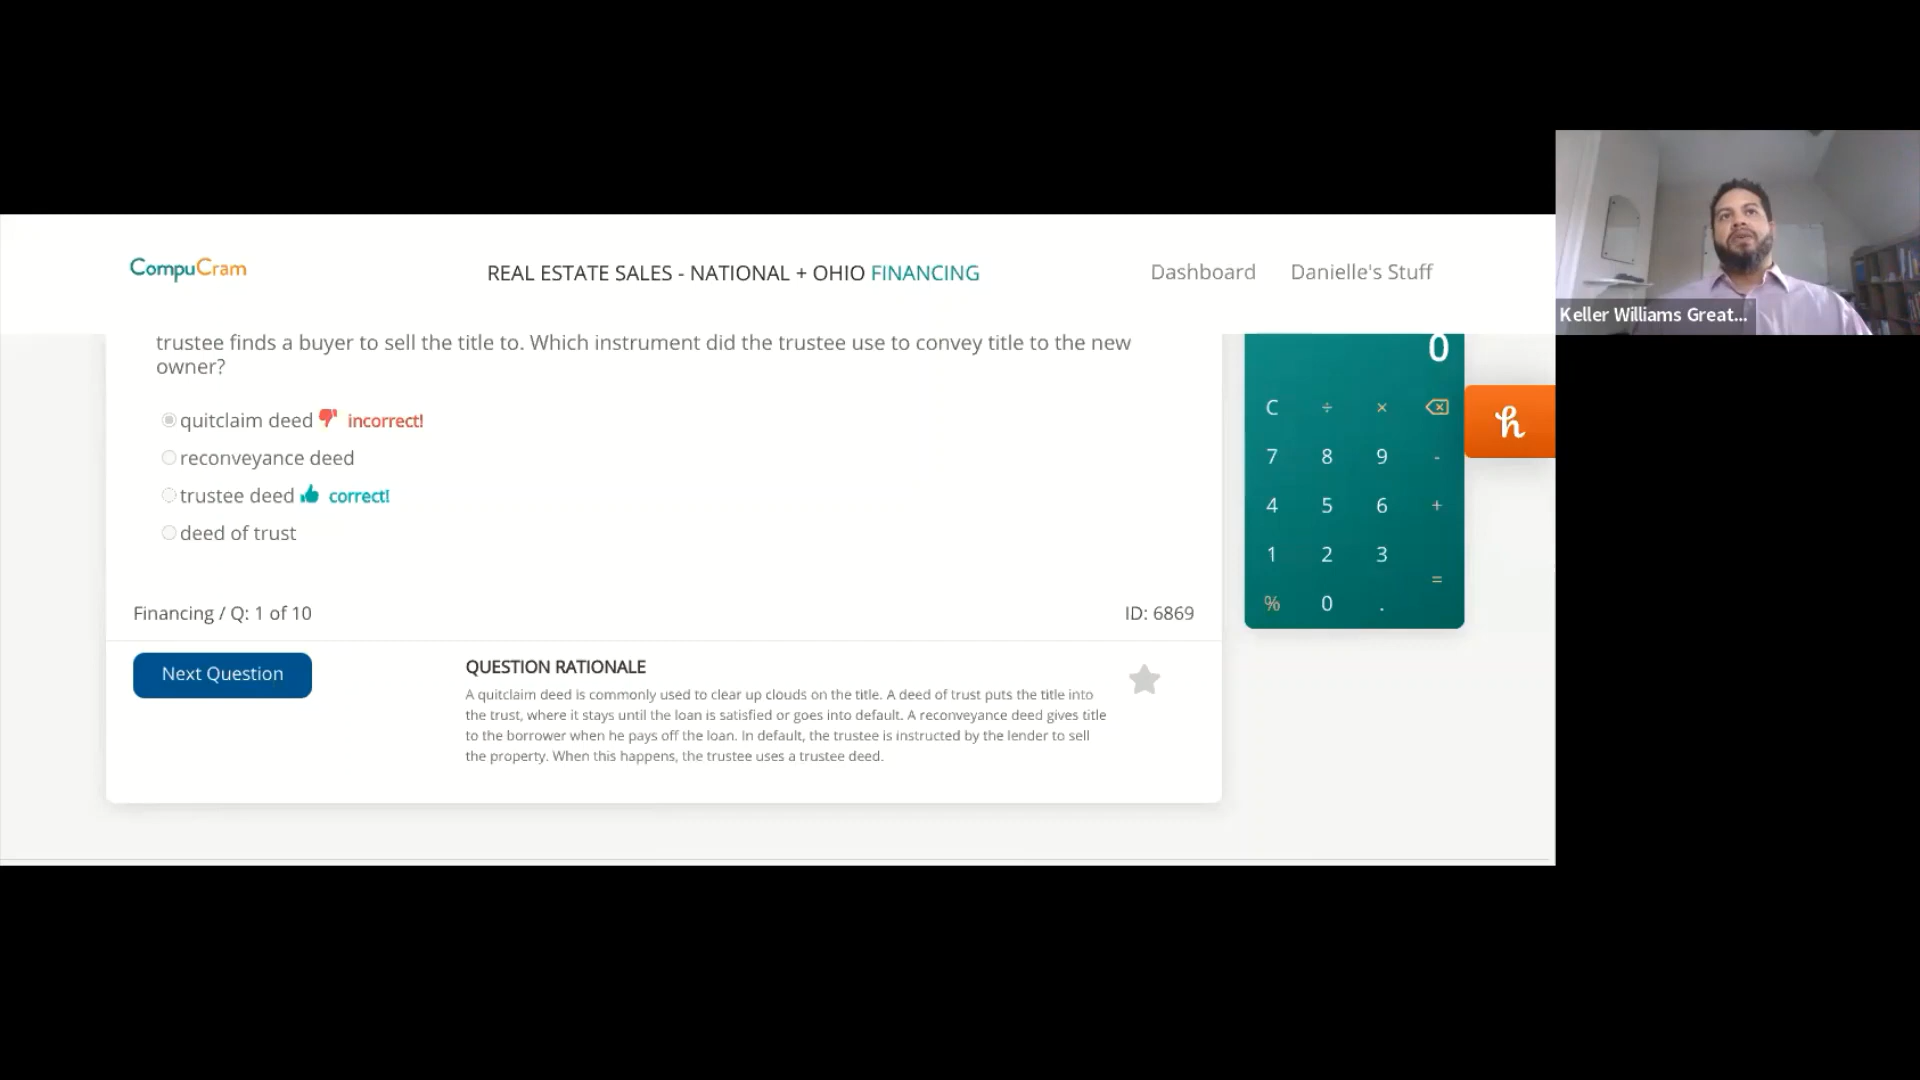 CompuCram
REAL ESTATE SALES - NATIONAL + OHIO FINANCING
Dashboard
Danielle's Stuff
Keller Williams Great...
trustee finds a buyer to sell the title to. Which instrument did the trustee use to convey title to the new
owner?
quitclaim deed incorrect!
reconveyance deed
trustee deed correct!
deed of trust
Financing / Q: 1 of 10
ID: 6869
Next Question
QUESTION RATIONALE
A quitclaim deed is commonly used to clear up clouds on the title. A deed of trust puts the title into
the trust, where it stays until the loan is satisfied or goes into default. A reconveyance deed gives title
to the borrower when he pays off the loan. In default, the trustee is instructed by the lender to sell
the property. When this happens, the trustee uses a trustee deed.
0
C ÷ ×
7 8 9 -
4 5 6 +
1 2 3
=
% 0 .
h